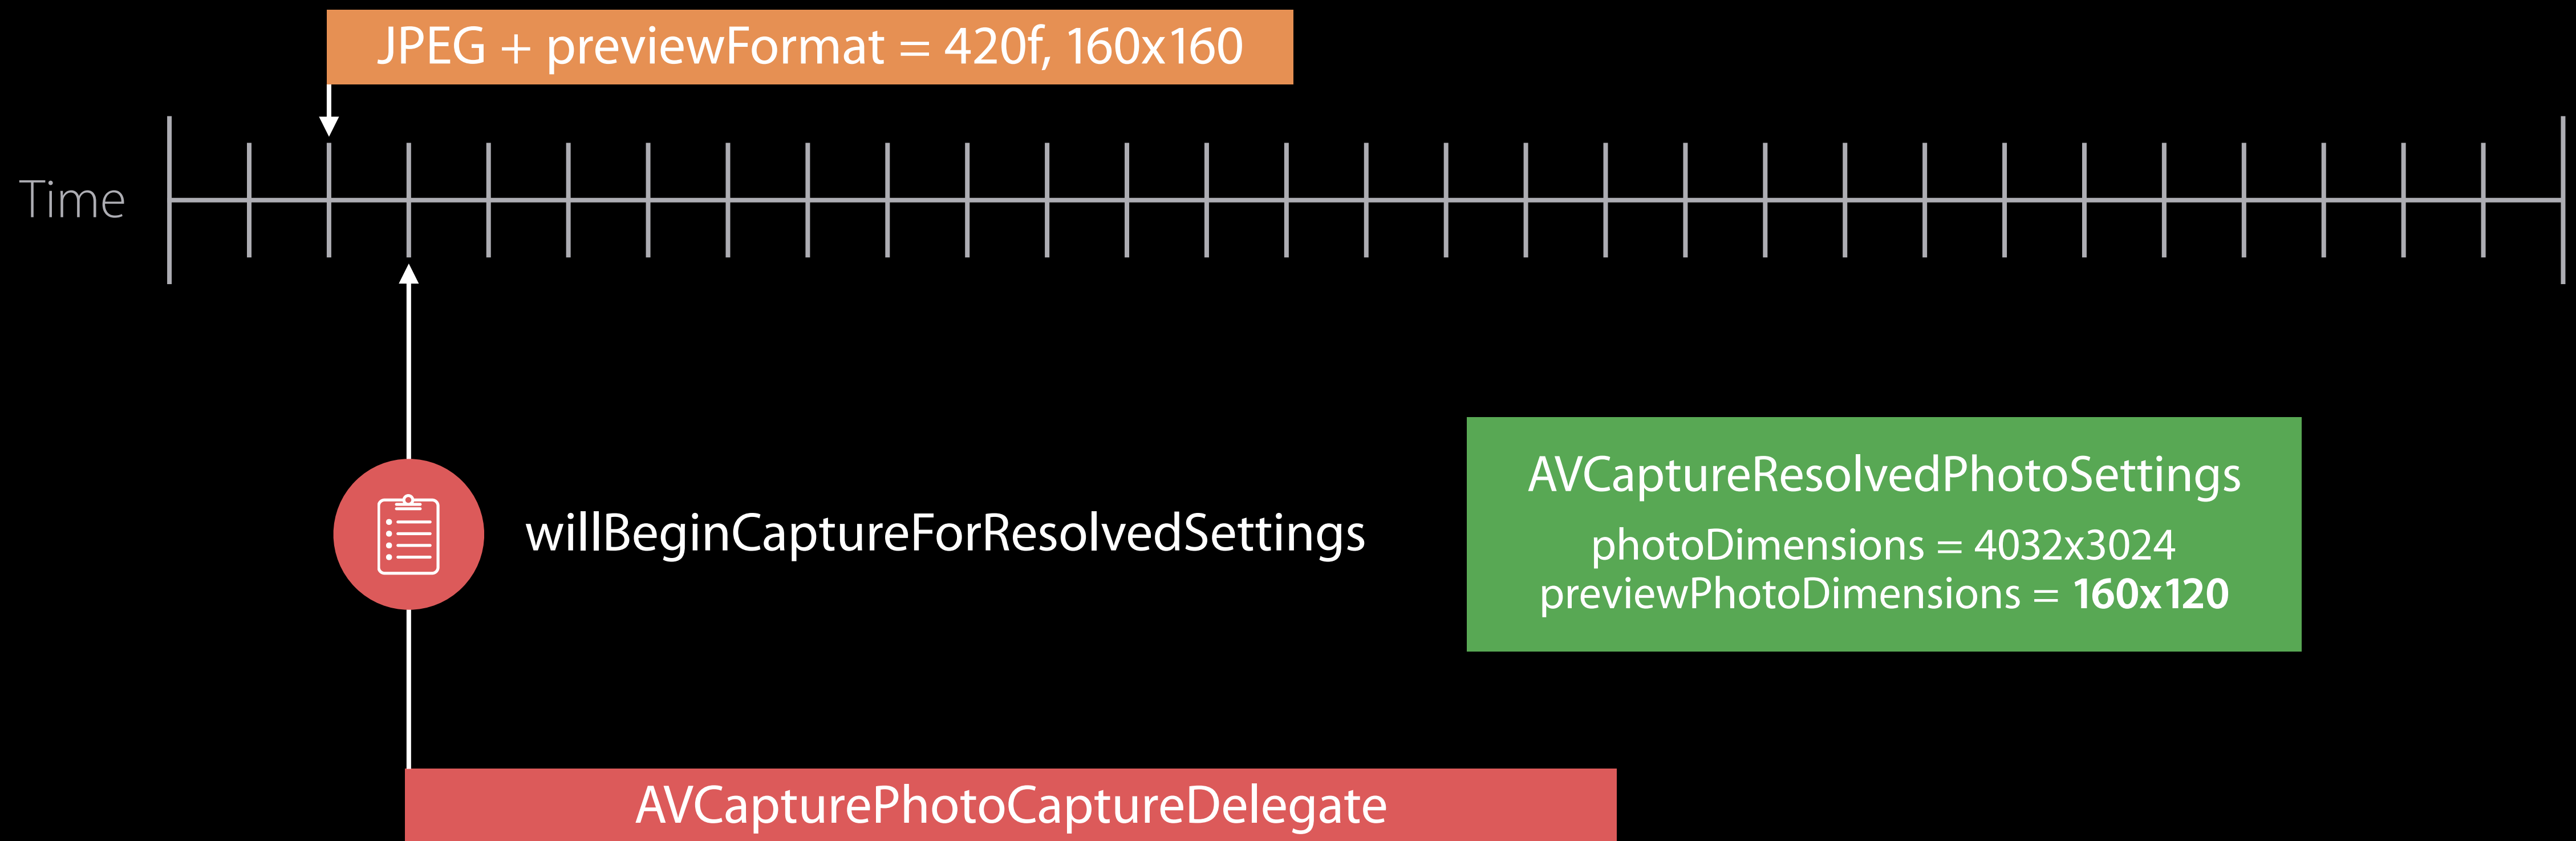 JPEG + previewFormat = 420f, 160x160
Time
willBeginCaptureForResolvedSettings
AVCaptureResolvedPhotoSettings
photoDimensions = 4032x3024
previewPhotoDimensions = 160x120
AVCapturePhotoCaptureDelegate